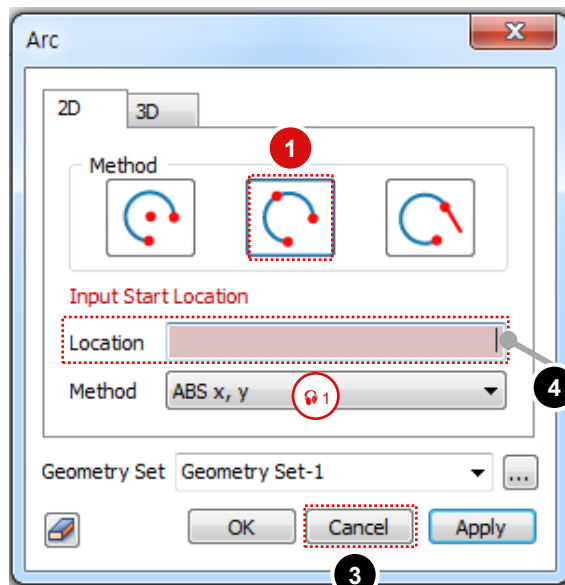 Arc
2D 3D
1
Method
Input Start Location
Location
4
Method ABS x, y 1
Geometry Set Geometry Set-1 ...
OK Cancel Apply
3